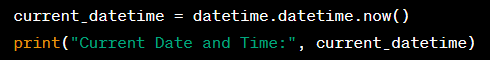 current_datetime = datetime.datetime.now()
print("Current Date and Time:", current_datetime)